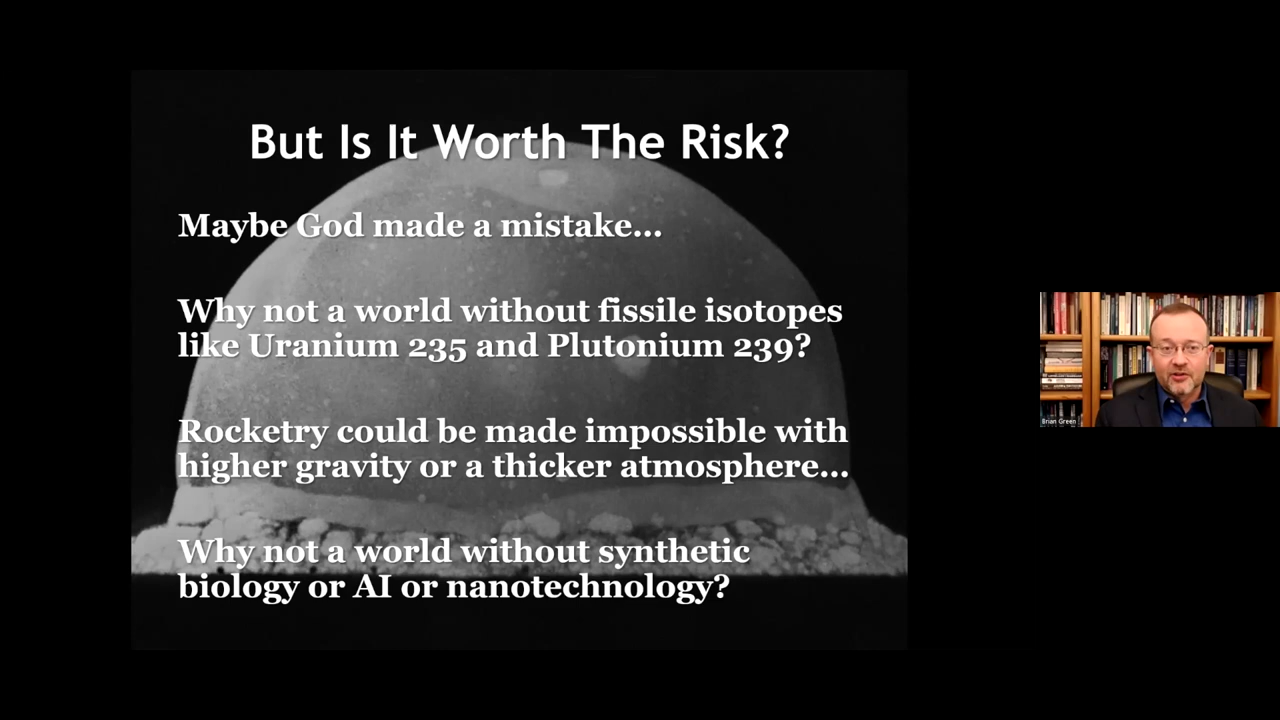 But Is It Worth The Risk?
Maybe God made a mistake...
Why not a world without fissile isotopes
like Uranium 235 and Plutonium 239?
Rocketry could be made impossible with
higher gravity or a thicker atmosphere...
Why not a world without synthetic
biology or AI or nanotechnology?
Brian Green